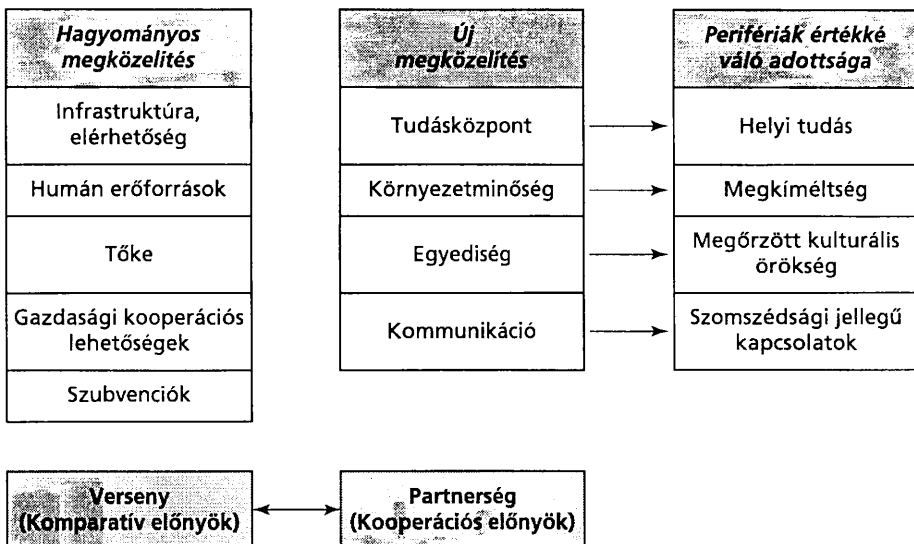 Hagyományos
megközelítés
Infrastruktúra,
elérhetőség
Humán erőforrások
Tőke
Gazdasági kooperációs
lehetőségek
Szubvenciók
Új
megközelítés
Tudásközpont
Környezetminőség
Egyediség
Kommunikáció
Perifériák értékké
váló adottsága
Helyi tudás
Megkíméltség
Megőrzött kulturális
örökség
Szomszédsági jellegű
kapcsolatok
Verseny
(Komparatív előnyök)
Partnerség
(Kooperációs előnyök)